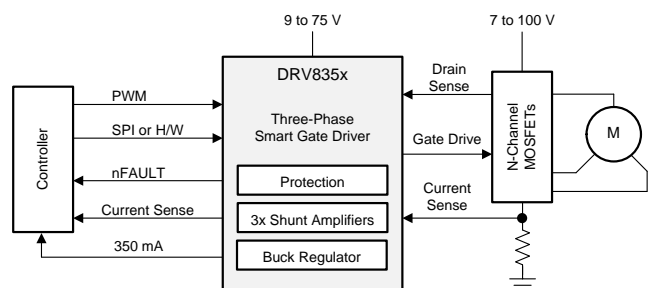 9 to 75 V
7 to 100 V
DRV835x
Three-Phase
Smart Gate Driver
Protection
3x Shunt Amplifiers
Buck Regulator
Controller
PWM
SPI or H/W
nFAULT
Current Sense
350 mA
Drain
Sense
Gate Drive
Current
Sense
N-Channel
MOSFETs
M